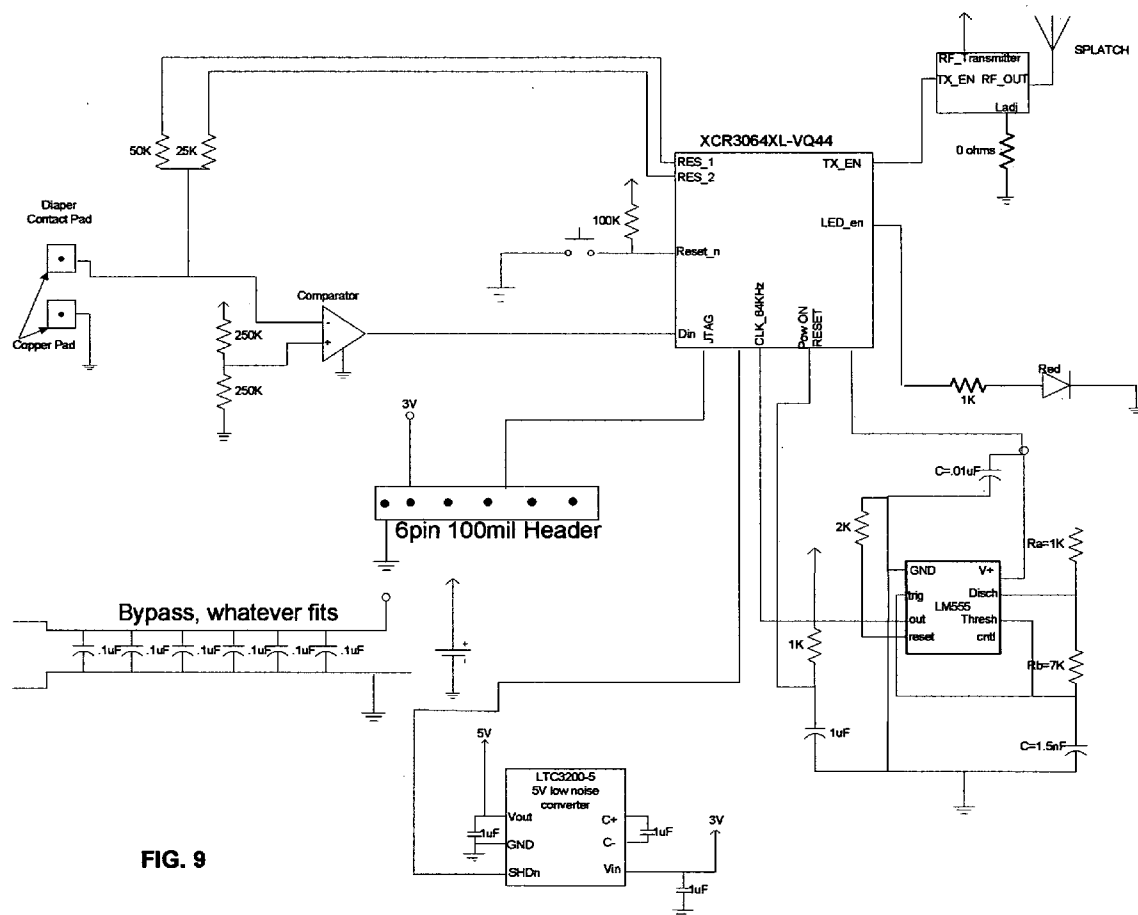 SPLATCH
RF_Transmitter
TX_EN RF_OUT
Ladj
0 ohms
XCR3064XL-VQ44
50K
25K
RES_1
RES_2
TX_EN
LED_en
100K
Reset_n
Diaper
Contact Pad
Copper Pad
Comparator
-
+
250K
250K
Din
JTAG
CLK_64KHz
Pow ON
RESET
Red
1K
3V
6pin 100mil Header
C=.01uF
2K
Ra=1K
GND
V+
trig
Disch
LM555
out
Thresh
reset
cntl
Rb=7K
C=1.5nF
1K
1uF
Bypass, whatever fits
.1uF
.1uF
.1uF
.1uF
.1uF
.1uF
+
-
5V
LTC3200-5
5V low noise
converter
Vout
C+
1uF
GND
C-
1uF
SHDn
Vin
3V
1uF
FIG. 9